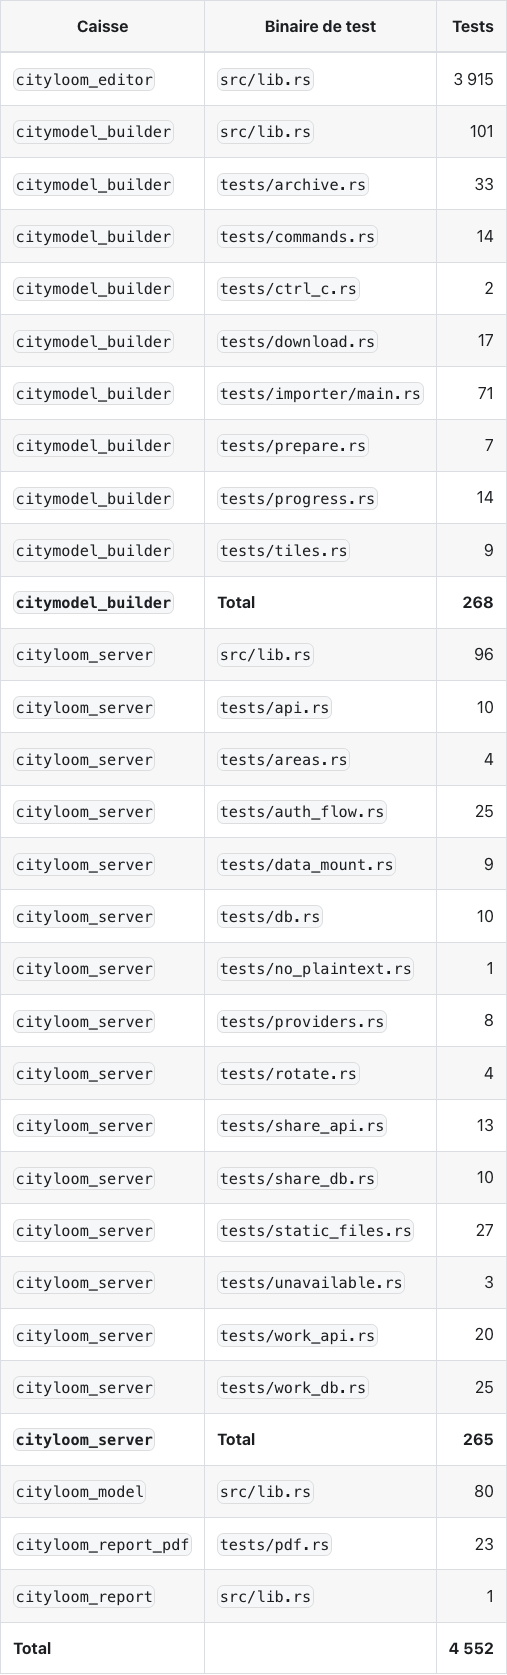 Caisse Binaire de test Tests
cityloom_editor src/lib.rs 3 915
citymodel_builder src/lib.rs 101
citymodel_builder tests/archive.rs 33
citymodel_builder tests/commands.rs 14
citymodel_builder tests/ctrl_c.rs 2
citymodel_builder tests/download.rs 17
citymodel_builder tests/importer/main.rs 71
citymodel_builder tests/prepare.rs 7
citymodel_builder tests/progress.rs 14
citymodel_builder tests/tiles.rs 9
citymodel_builder Total 268
cityloom_server src/lib.rs 96
cityloom_server tests/api.rs 10
cityloom_server tests/areas.rs 4
cityloom_server tests/auth_flow.rs 25
cityloom_server tests/data_mount.rs 9
cityloom_server tests/db.rs 10
cityloom_server tests/no_plaintext.rs 1
cityloom_server tests/providers.rs 8
cityloom_server tests/rotate.rs 4
cityloom_server tests/share_api.rs 13
cityloom_server tests/share_db.rs 10
cityloom_server tests/static_files.rs 27
cityloom_server tests/unavailable.rs 3
cityloom_server tests/work_api.rs 20
cityloom_server tests/work_db.rs 25
cityloom_server Total 265
cityloom_model src/lib.rs 80
cityloom_report_pdf tests/pdf.rs 23
cityloom_report src/lib.rs 1
Total 4 552